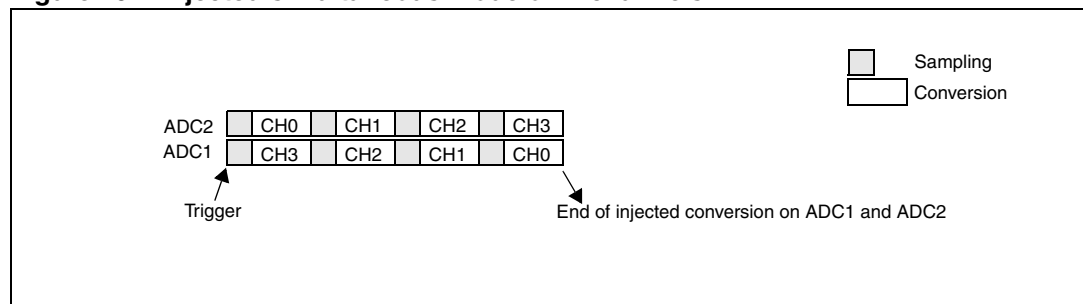 Sampling
Conversion
ADC2 CH0 CH1 CH2 CH3
ADC1 CH3 CH2 CH1 CH0
Trigger
End of injected conversion on ADC1 and ADC2